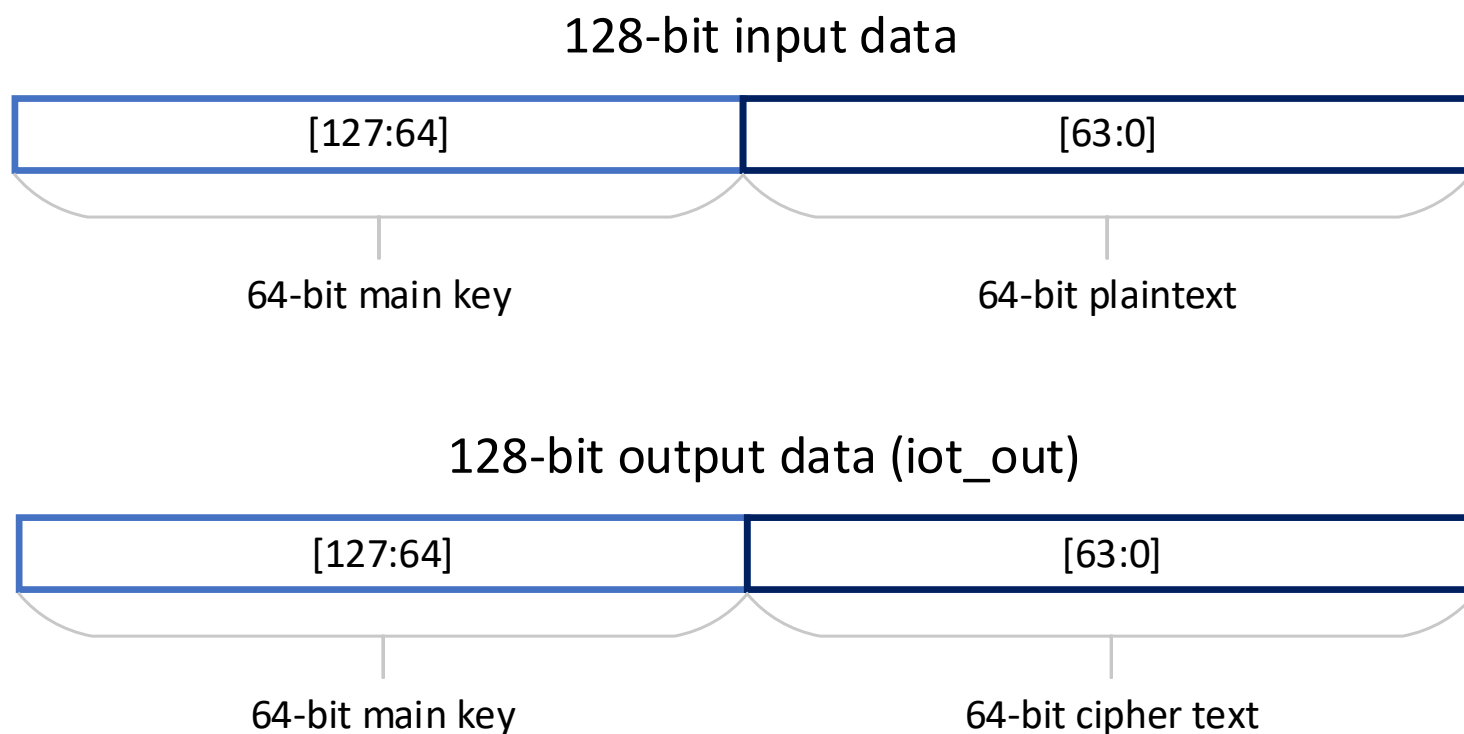 128-bit input data
[127:64] [63:0]
64-bit main key 64-bit plaintext
128-bit output data (iot_out)
[127:64] [63:0]
64-bit main key 64-bit cipher text